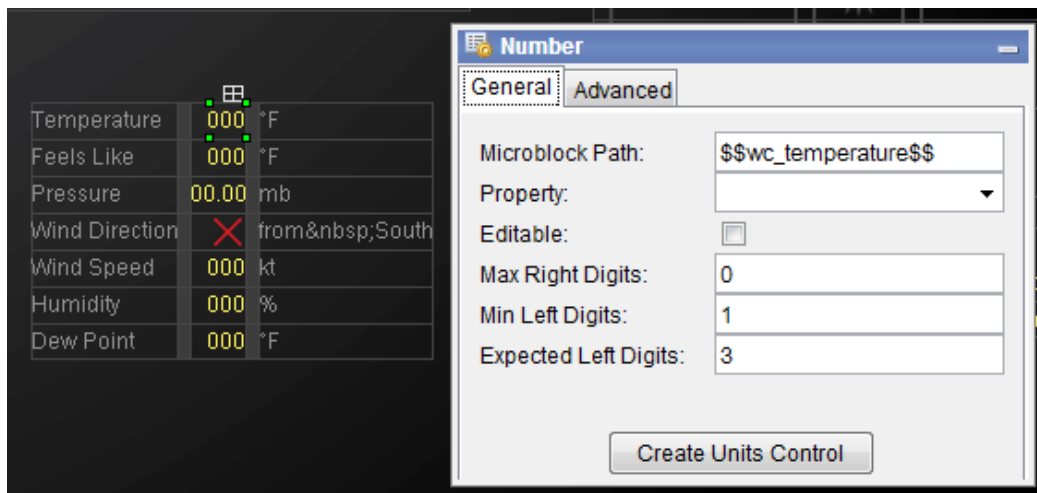 Temperature 000 °F
Feels Like 000 °F
Pressure 00.00 mb
Wind Direction from&nbsp;South
Wind Speed 000 kt
Humidity 000 %
Dew Point 000 °F
Number
General Advanced
Microblock Path: $$wc_temperature$$
Property:
Editable:
Max Right Digits: 0
Min Left Digits: 1
Expected Left Digits: 3
Create Units Control